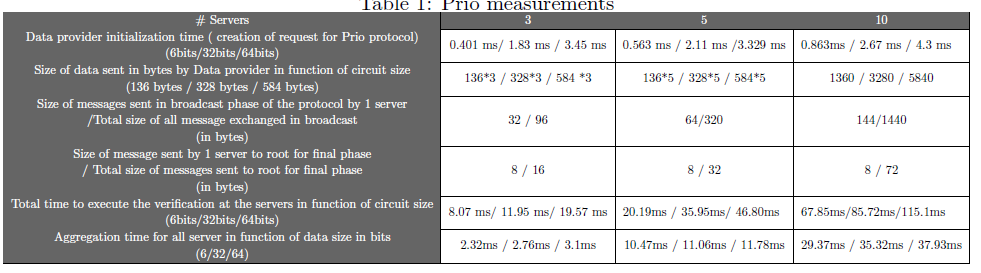 Table 1: Prio measurements
# Servers 3 5 10
Data provider initialization time ( creation of request for Prio protocol)
(6bits/32bits/64bits)
0.401 ms/ 1.83 ms / 3.45 ms 0.563 ms / 2.11 ms /3.329 ms 0.863ms / 2.67 ms / 4.3 ms
Size of data sent in bytes by Data provider in function of circuit size
(136 bytes / 328 bytes / 584 bytes)
136*3 / 328*3 / 584 *3 136*5 / 328*5 / 584*5 1360 / 3280 / 5840
Size of messages sent in broadcast phase of the protocol by 1 server
/Total size of all message exchanged in broadcast
(in bytes)
32 / 96 64/320 144/1440
Size of message sent by 1 server to root for final phase
/ Total size of messages sent to root for final phase
(in bytes)
8 / 16 8 / 32 8 / 72
Total time to execute the verification at the servers in function of circuit size
(6bits/32bits/64bits)
8.07 ms/ 11.95 ms/ 19.57 ms 20.19ms / 35.95ms/ 46.80ms 67.85ms/85.72ms/115.1ms
Aggregation time for all server in function of data size in bits
(6/32/64)
2.32ms / 2.76ms / 3.1ms 10.47ms / 11.06ms / 11.78ms 29.37ms / 35.32ms / 37.93ms